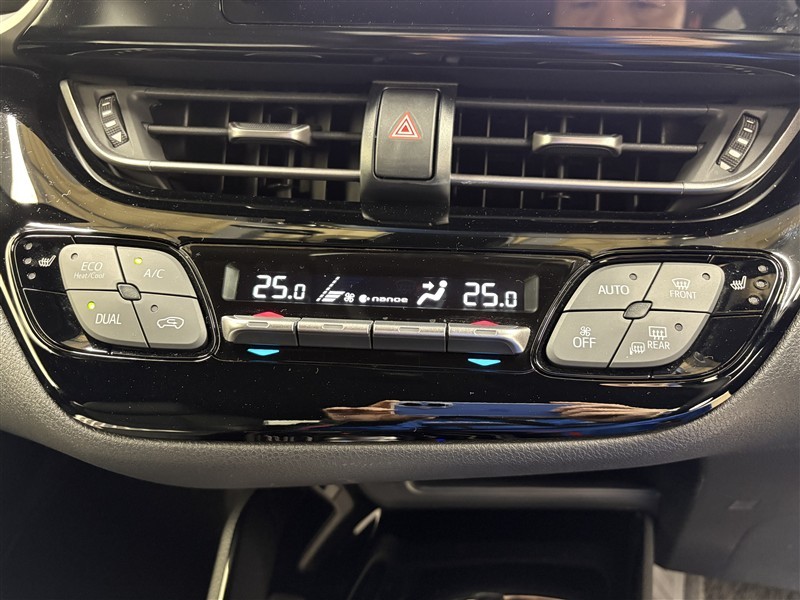 ECO
Heat/Cool
A/C
DUAL
25.0
nanoe
25.0
AUTO
FRONT
OFF
REAR